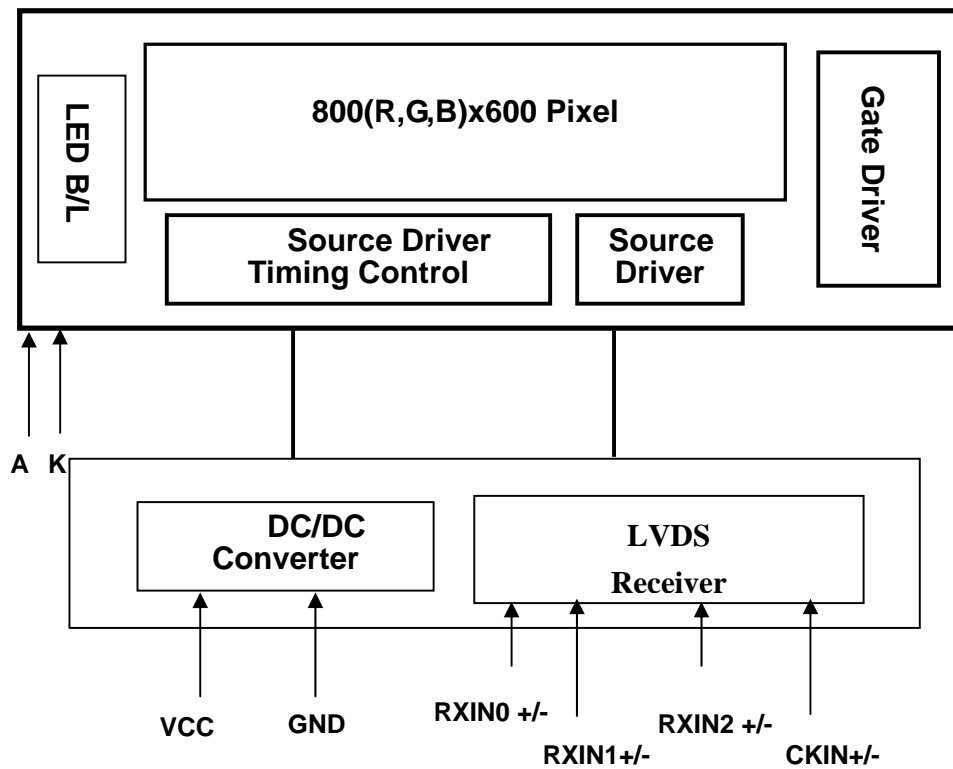 800(R,G,B)x600 Pixel
LED B/L
Gate Driver
Source Driver
Timing Control
Source
Driver
A
K
DC/DC
Converter
LVDS
Receiver
VCC
GND
RXIN0 +/-
RXIN1+/-
RXIN2 +/-
CKIN+/-